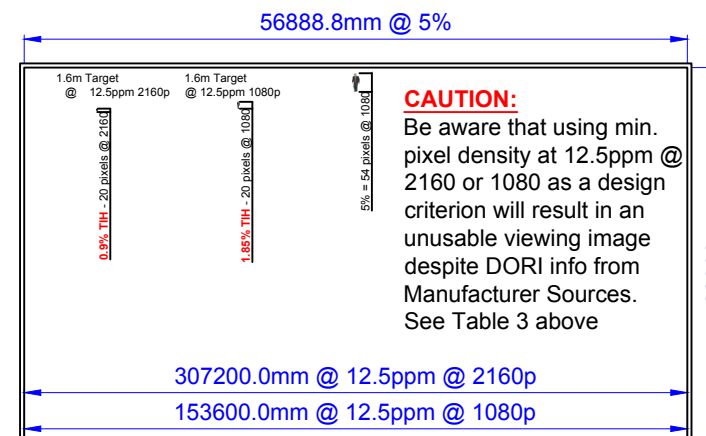 56888.8mm @ 5%
1.6m Target
@ 12.5ppm 2160p
1.6m Target
@ 12.5ppm 1080p
0.9% TIH - 20 pixels @ 2160
1.85% TIH - 20 pixels @ 1080
5% = 54 pixels @ 1080
CAUTION:
Be aware that using min.
pixel density at 12.5ppm @
2160 or 1080 as a design
criterion will result in an
unusable viewing image
despite DORI info from
Manufacturer Sources.
See Table 3 above
307200.0mm @ 12.5ppm @ 2160p
153600.0mm @ 12.5ppm @ 1080p